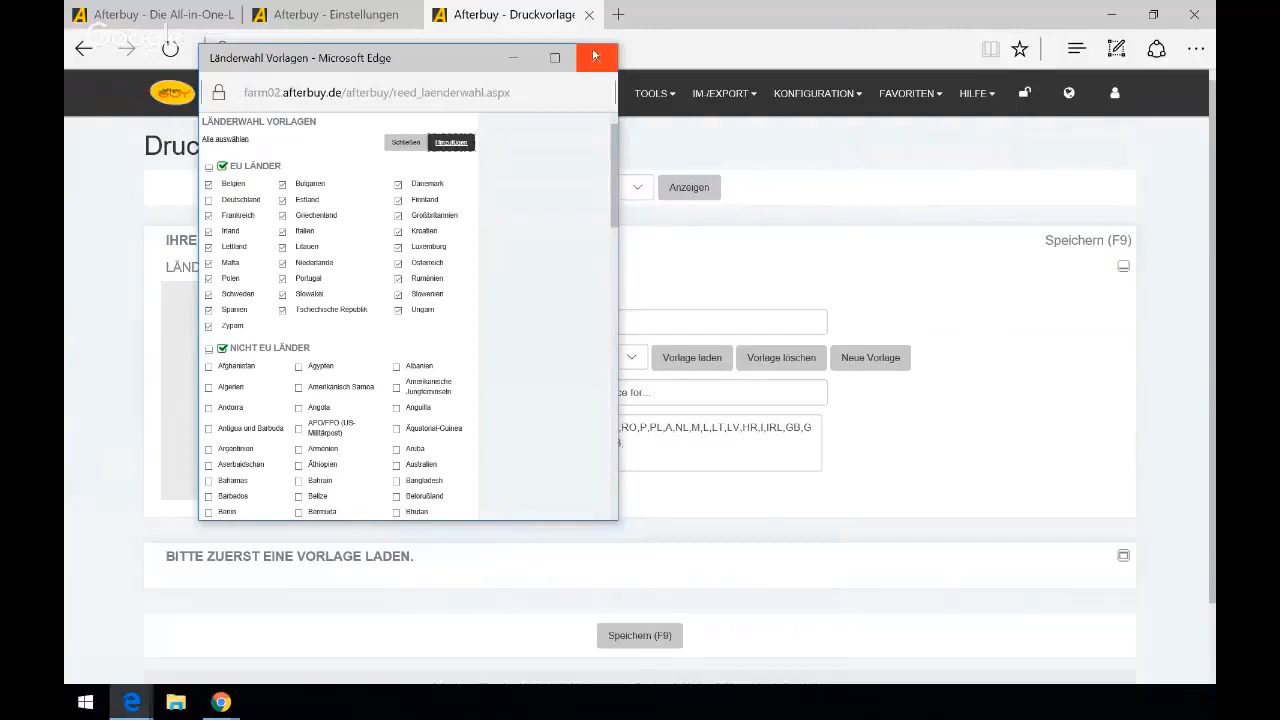 Afterbuy - Die All-in-One-L
Afterbuy - Einstellungen
Afterbuy - Druckvorlage
Google
Länderwahl Vorlagen - Microsoft Edge
farm02.afterbuy.de/afterbuy/reed_laenderwahl.aspx
TOOLS IM-/EXPORT KONFIGURATION FAVORITEN HILFE
LÄNDERWAHL VORLAGEN
Alle auswählen
Schließen
Druc
Anzeigen
EU LÄNDER
Belgien Bulgarien Dänemark
Deutschland Estland Finnland
Frankreich Griechenland Großbritannien
Irland Italien Kroatien
Lettland Litauen Luxemburg
Malta Niederlande Österreich
Polen Portugal Rumänien
Schweden Slowakei Slowenien
Spanien Tschechische Republik Ungarn
Zypern
NICHT EU LÄNDER
Afghanistan Ägypten Albanien
Algerien Amerikanisch Samoa Amerikanische Jungferninseln
Andorra Angola Anguilla
Antigua und Barbuda APO/FPO (US-Militärpost) Äquatorial-Guinea
Argentinien Armenien Aruba
Aserbaidschan Äthiopien Australien
Bahamas Bahrain Bangladesh
Barbados Belize Belorußland
Benin Bermuda Bhutan
IHRE
Speichern (F9)
LÄND
Vorlage laden Vorlage löschen Neue Vorlage
ce for...
,RO,P,PL,A,NL,M,L,LT,LV,HR,I,IRL,GB,G
BITTE ZUERST EINE VORLAGE LADEN.
Speichern (F9)